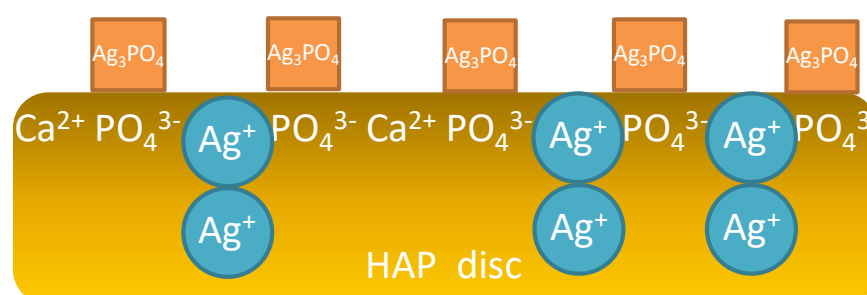 Ag₃PO₄ Ag₃PO₄ Ag₃PO₄ Ag₃PO₄ Ag₃PO₄
Ca²⁺ PO₄³⁻ Ag⁺ PO₄³⁻ Ca²⁺ PO₄³⁻ Ag⁺ PO₄³⁻ Ag⁺ PO₄³
Ag⁺ Ag⁺ Ag⁺
HAP disc